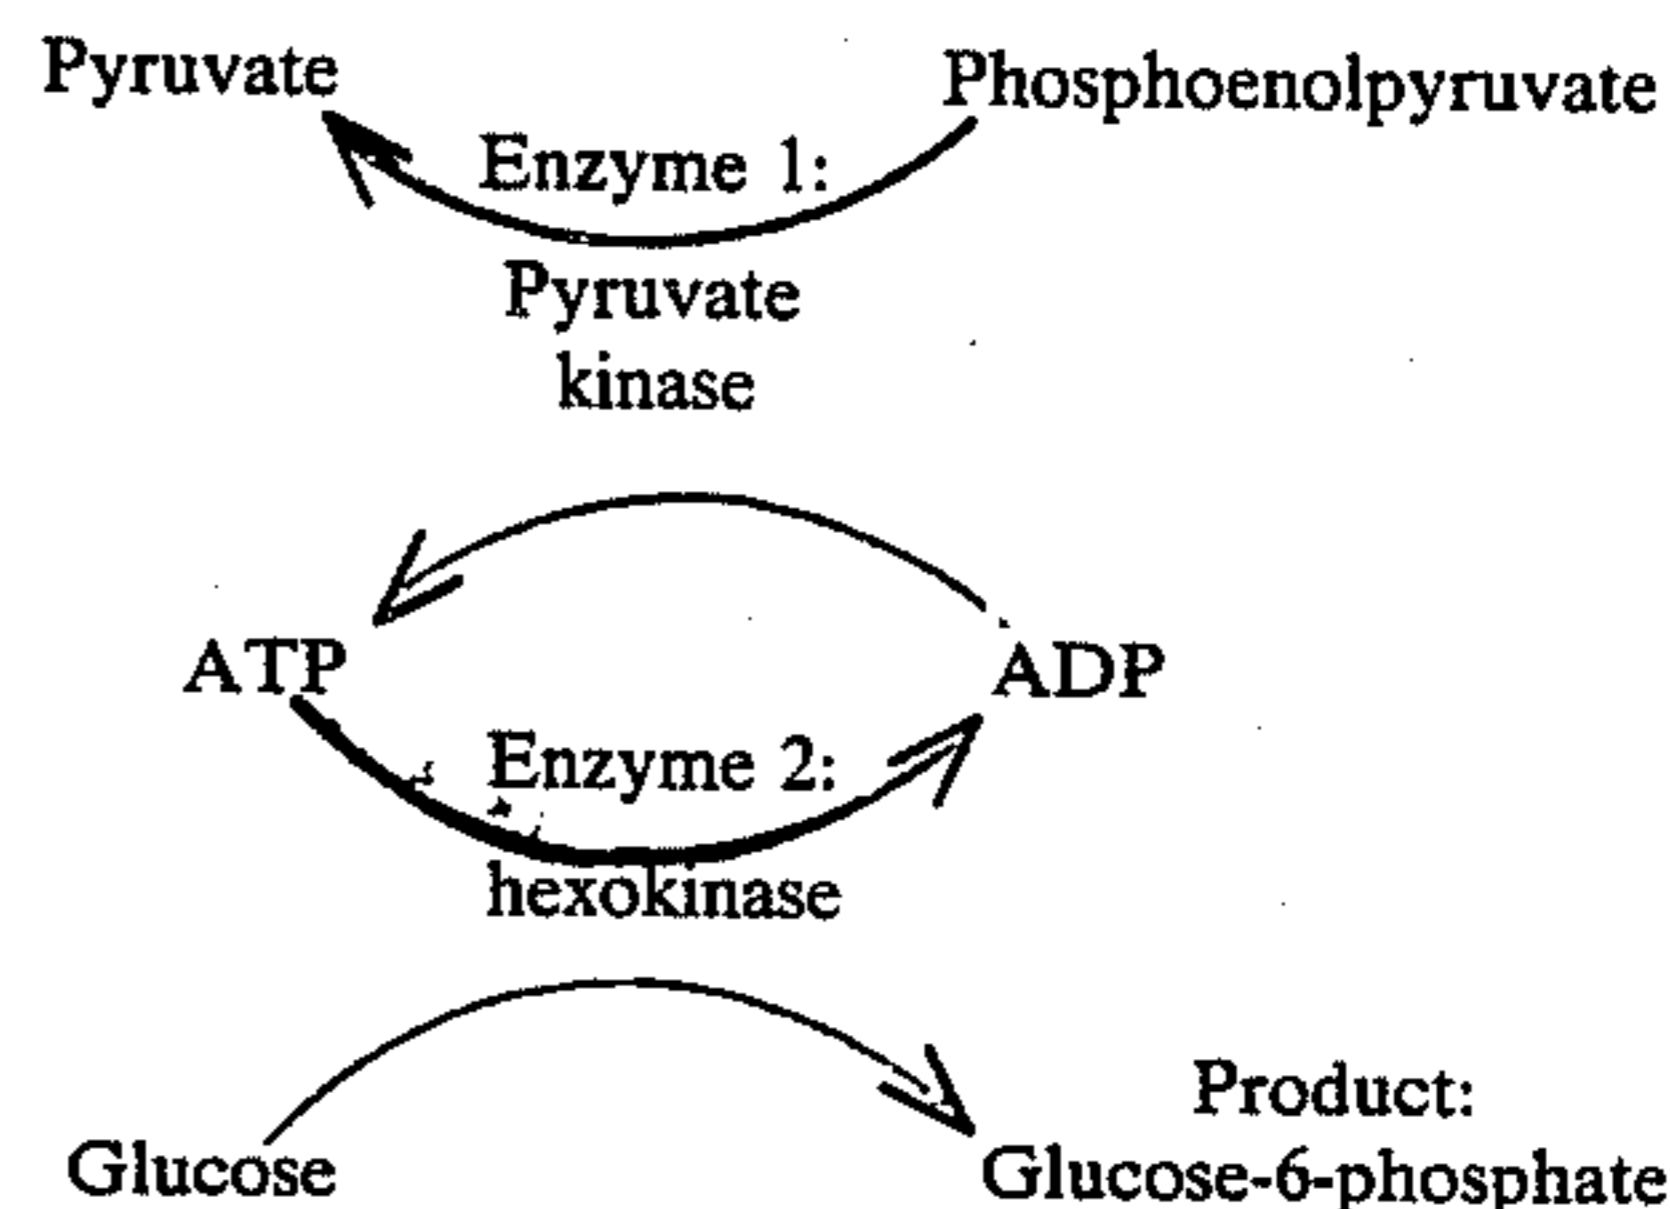 Pyruvate
Phosphoenolpyruvate
Enzyme 1:
Pyruvate
kinase
ATP
ADP
Enzyme 2:
hexokinase
Glucose
Product:
Glucose-6-phosphate